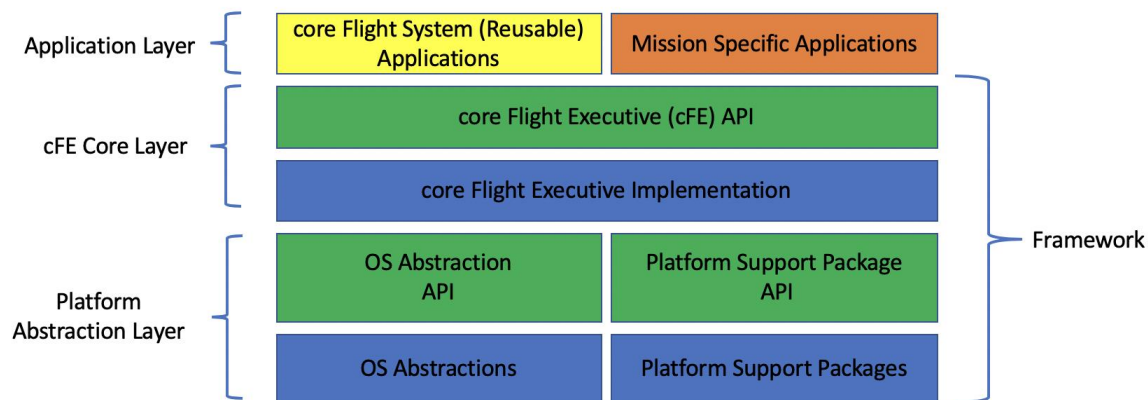 Application Layer
core Flight System (Reusable)
Applications
Mission Specific Applications
cFE Core Layer
core Flight Executive (cFE) API
core Flight Executive Implementation
Framework
Platform
Abstraction Layer
OS Abstraction
API
Platform Support Package
API
OS Abstractions
Platform Support Packages